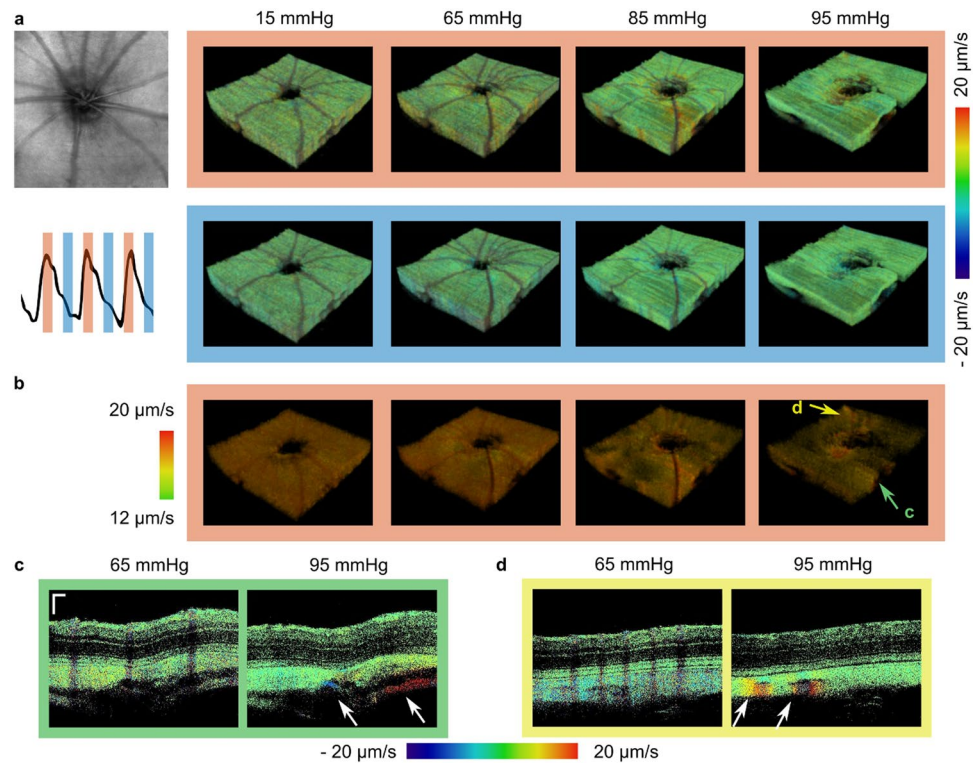 a
15 mmHg 65 mmHg 85 mmHg 95 mmHg
20 µm/s
- 20 µm/s
b
20 µm/s
12 µm/s
d
c
c 65 mmHg 95 mmHg
d 65 mmHg 95 mmHg
- 20 µm/s 20 µm/s